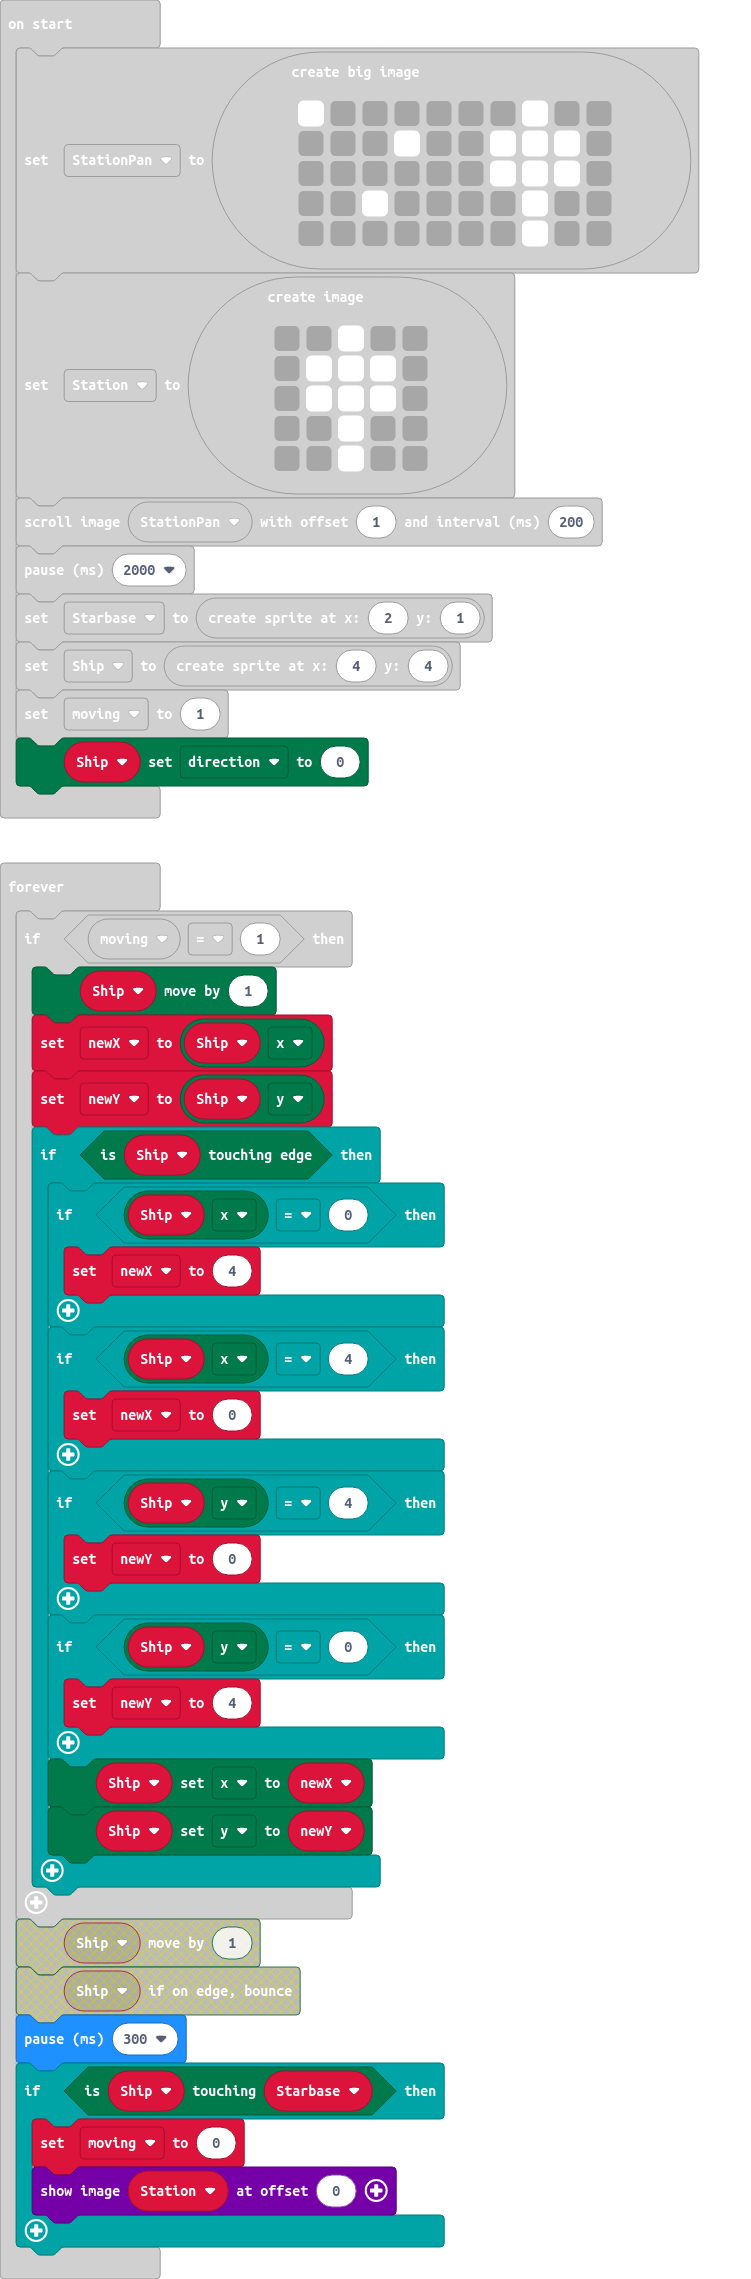 on start
create big image
set StationPan to
create image
set Station to
scroll image StationPan with offset 1 and interval (ms) 200
pause (ms) 2000
set Starbase to create sprite at x: 2 y: 1
set Ship to create sprite at x: 4 y: 4
set moving to 1
Ship set direction to 0
forever
if moving = 1 then
Ship move by 1
set newX to Ship x
set newY to Ship y
if is Ship touching edge then
if Ship x = 0 then
set newX to 4
if Ship x = 4 then
set newX to 0
if Ship y = 4 then
set newY to 0
if Ship y = 0 then
set newY to 4
Ship set x to newX
Ship set y to newY
Ship move by 1
Ship if on edge, bounce
pause (ms) 300
if is Ship touching Starbase then
set moving to 0
show image Station at offset 0